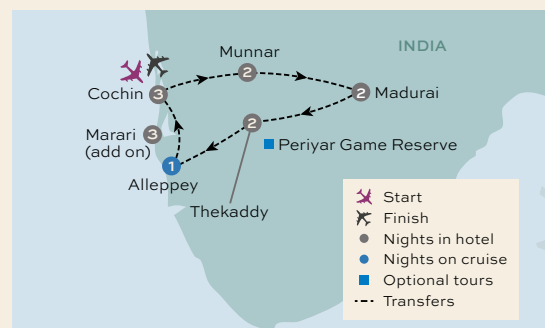 Munnar
INDIA
2
Cochin
3
2
Madurai
Marari
(add on)
3
2
Periyar Game Reserve
1
Alleppey
Thekaddy
Start
Finish
Nights in hotel
Nights on cruise
Optional tours
Transfers